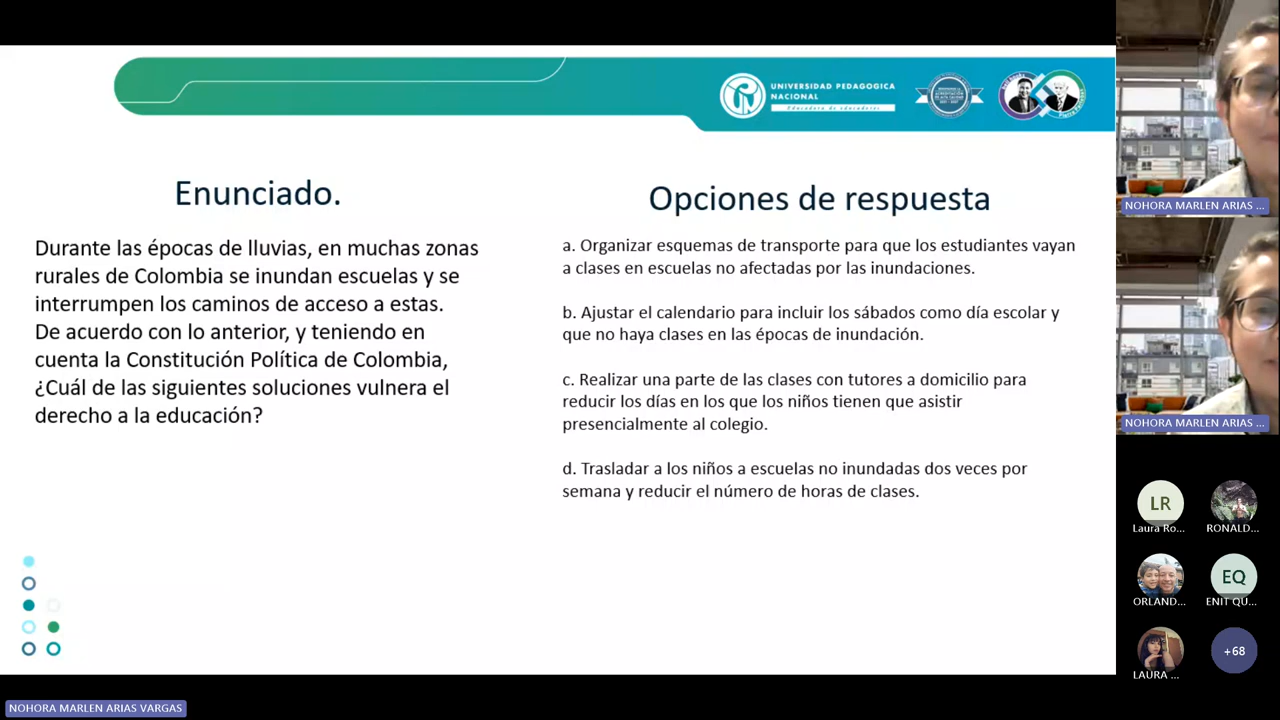 UNIVERSIDAD PEDAGOGICA
NACIONAL
Educadora de educadores
Enunciado.
Durante las épocas de lluvias, en muchas zonas
rurales de Colombia se inundan escuelas y se
interrumpen los caminos de acceso a estas.
De acuerdo con lo anterior, y teniendo en
cuenta la Constitución Política de Colombia,
¿Cuál de las siguientes soluciones vulnera el
derecho a la educación?
Opciones de respuesta
a. Organizar esquemas de transporte para que los estudiantes vayan
a clases en escuelas no afectadas por las inundaciones.
b. Ajustar el calendario para incluir los sábados como día escolar y
que no haya clases en las épocas de inundación.
c. Realizar una parte de las clases con tutores a domicilio para
reducir los días en los que los niños tienen que asistir
presencialmente al colegio.
d. Trasladar a los niños a escuelas no inundadas dos veces por
semana y reducir el número de horas de clases.
NOHORA MARLEN ARIAS ...
NOHORA MARLEN ARIAS ...
LR
Laura Ro...
RONALD...
ORLAND...
EQ
ENIT QU...
LAURA ...
+68
NOHORA MARLEN ARIAS VARGAS